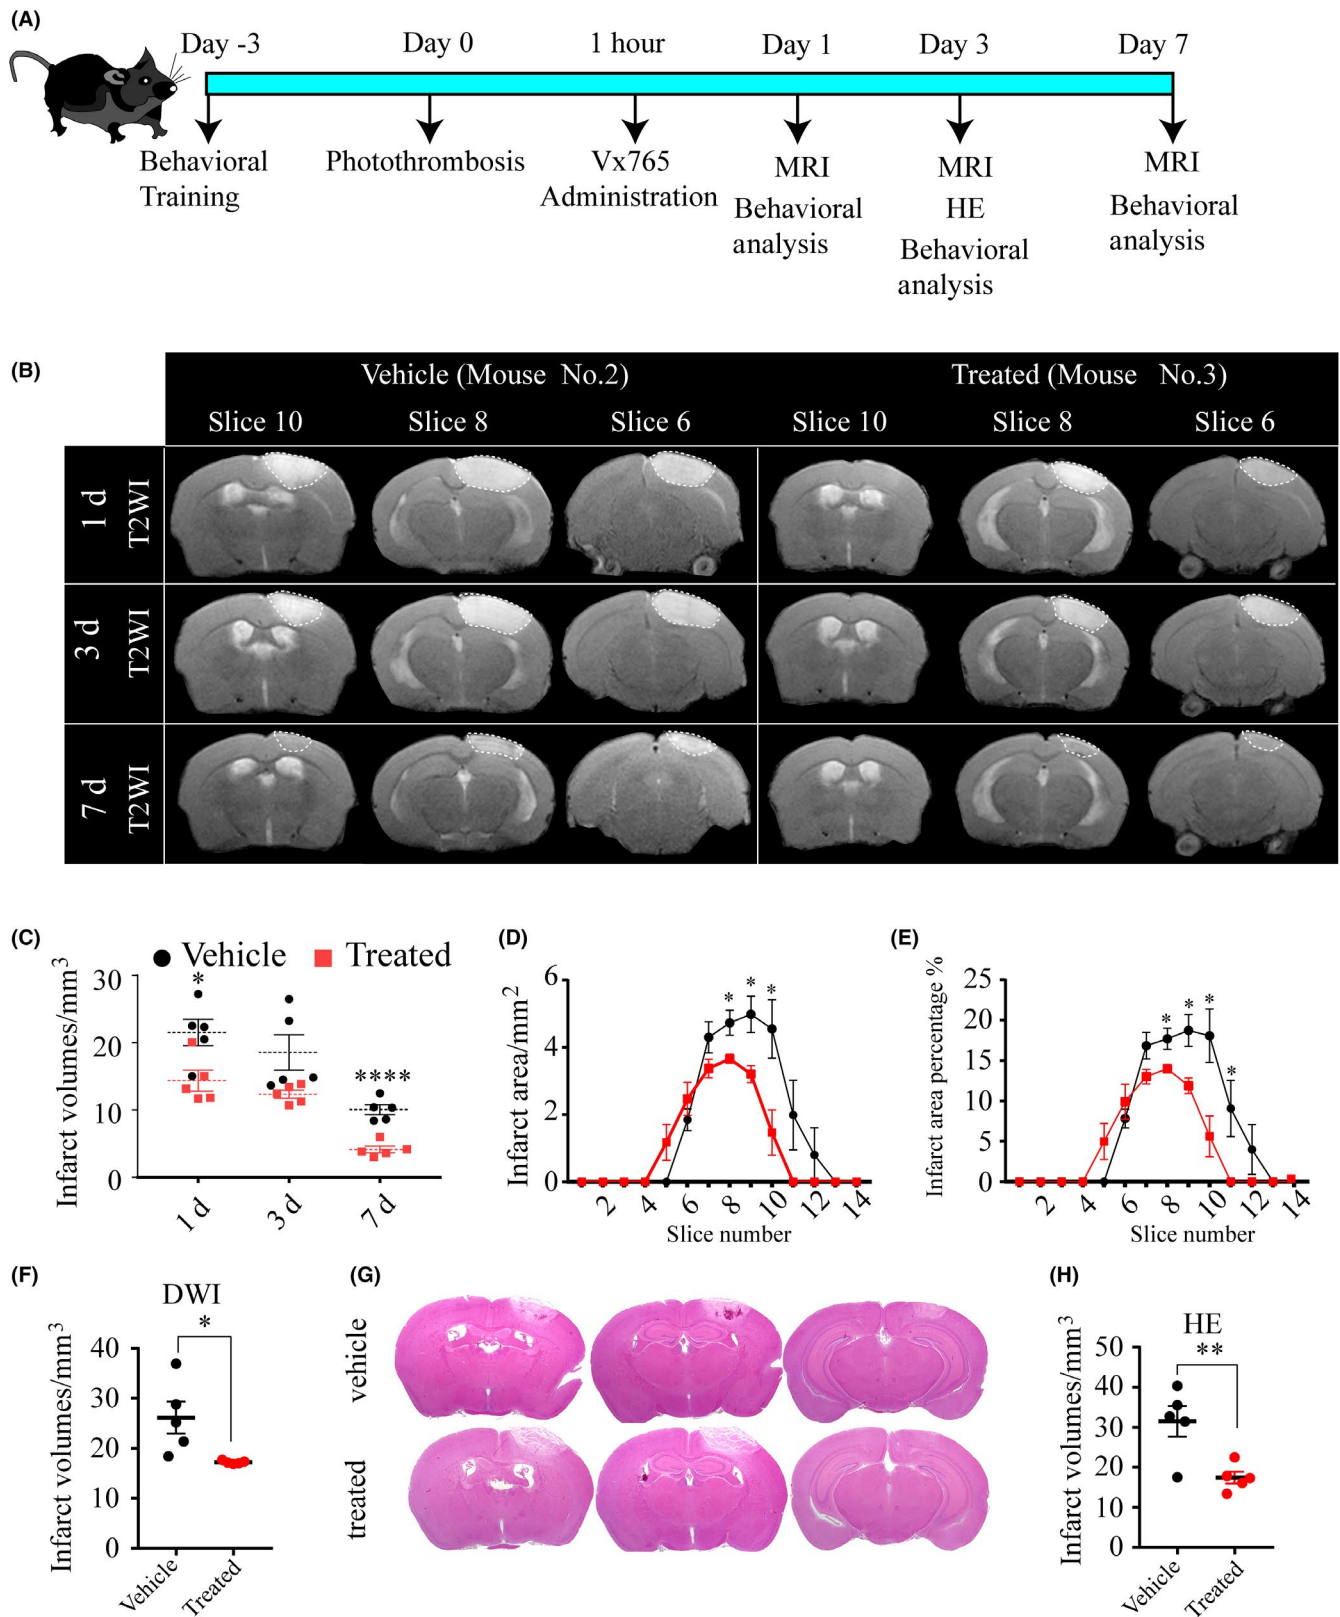 (A)
Day -3 Day 0 1 hour Day 1 Day 3 Day 7
Behavioral
Training
Photothrombosis
Vx765
Administration
MRI
Behavioral
analysis
MRI
HE
Behavioral
analysis
MRI
Behavioral
analysis
(B)
Vehicle (Mouse No.2) Treated (Mouse No.3)
Slice 10 Slice 8 Slice 6 Slice 10 Slice 8 Slice 6
1 d
T2WI
3 d
T2WI
7 d
T2WI
(C)
Vehicle Treated
Infarct volumes/mm³
30
20
10
0
*
****
1 d 3 d 7 d
(D)
Infarct area/mm²
6
4
2
0
* * *
2 4 6 8 10 12 14
Slice number
(E)
Infarct area percentage %
25
20
15
10
5
0
* * * *
2 4 6 8 10 12 14
Slice number
(F)
DWI
*
Infarct volumes/mm³
40
30
20
10
0
Vehicle Treated
(G)
vehicle
treated
(H)
HE
**
Infarct volumes/mm³
50
40
30
20
10
0
Vehicle Treated